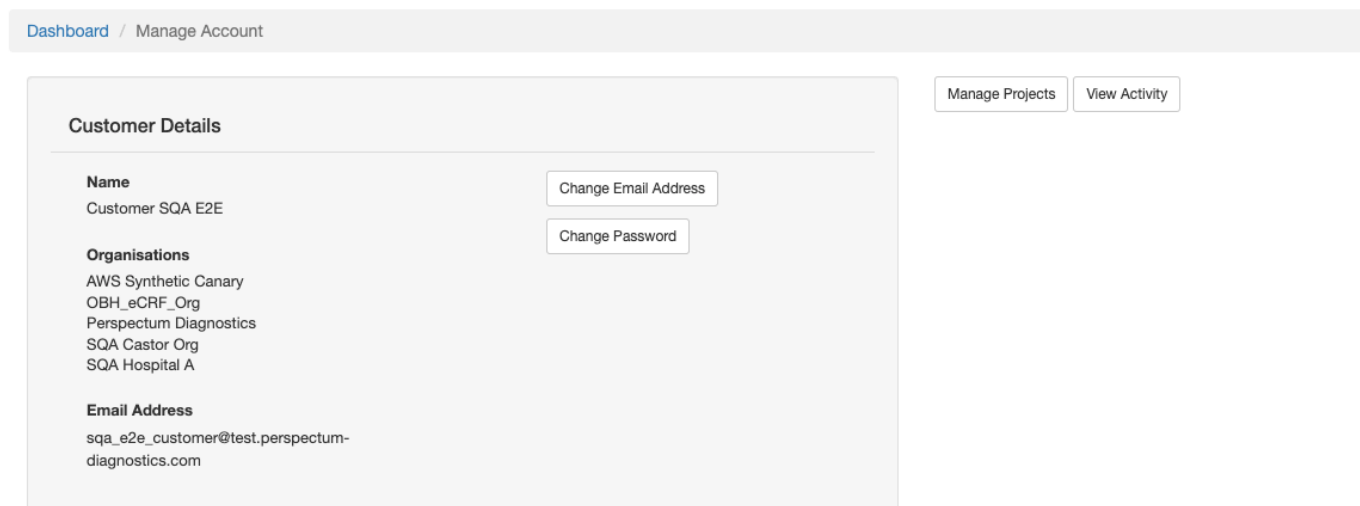 Dashboard / Manage Account
Manage Projects
View Activity
Customer Details
Name
Customer SQA E2E
Change Email Address
Change Password
Organisations
AWS Synthetic Canary
OBH_eCRF_Org
Perspectum Diagnostics
SQA Castor Org
SQA Hospital A
Email Address
sqa_e2e_customer@test.perspectum-
diagnostics.com